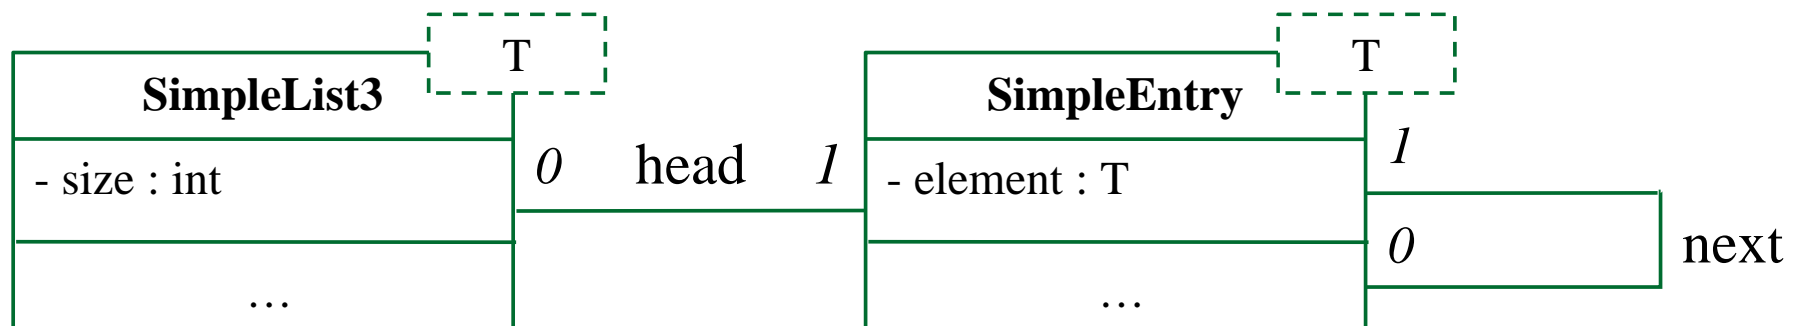 T
SimpleList3
- size : int
...
0 head 1
T
SimpleEntry
- element : T
...
1
0
next